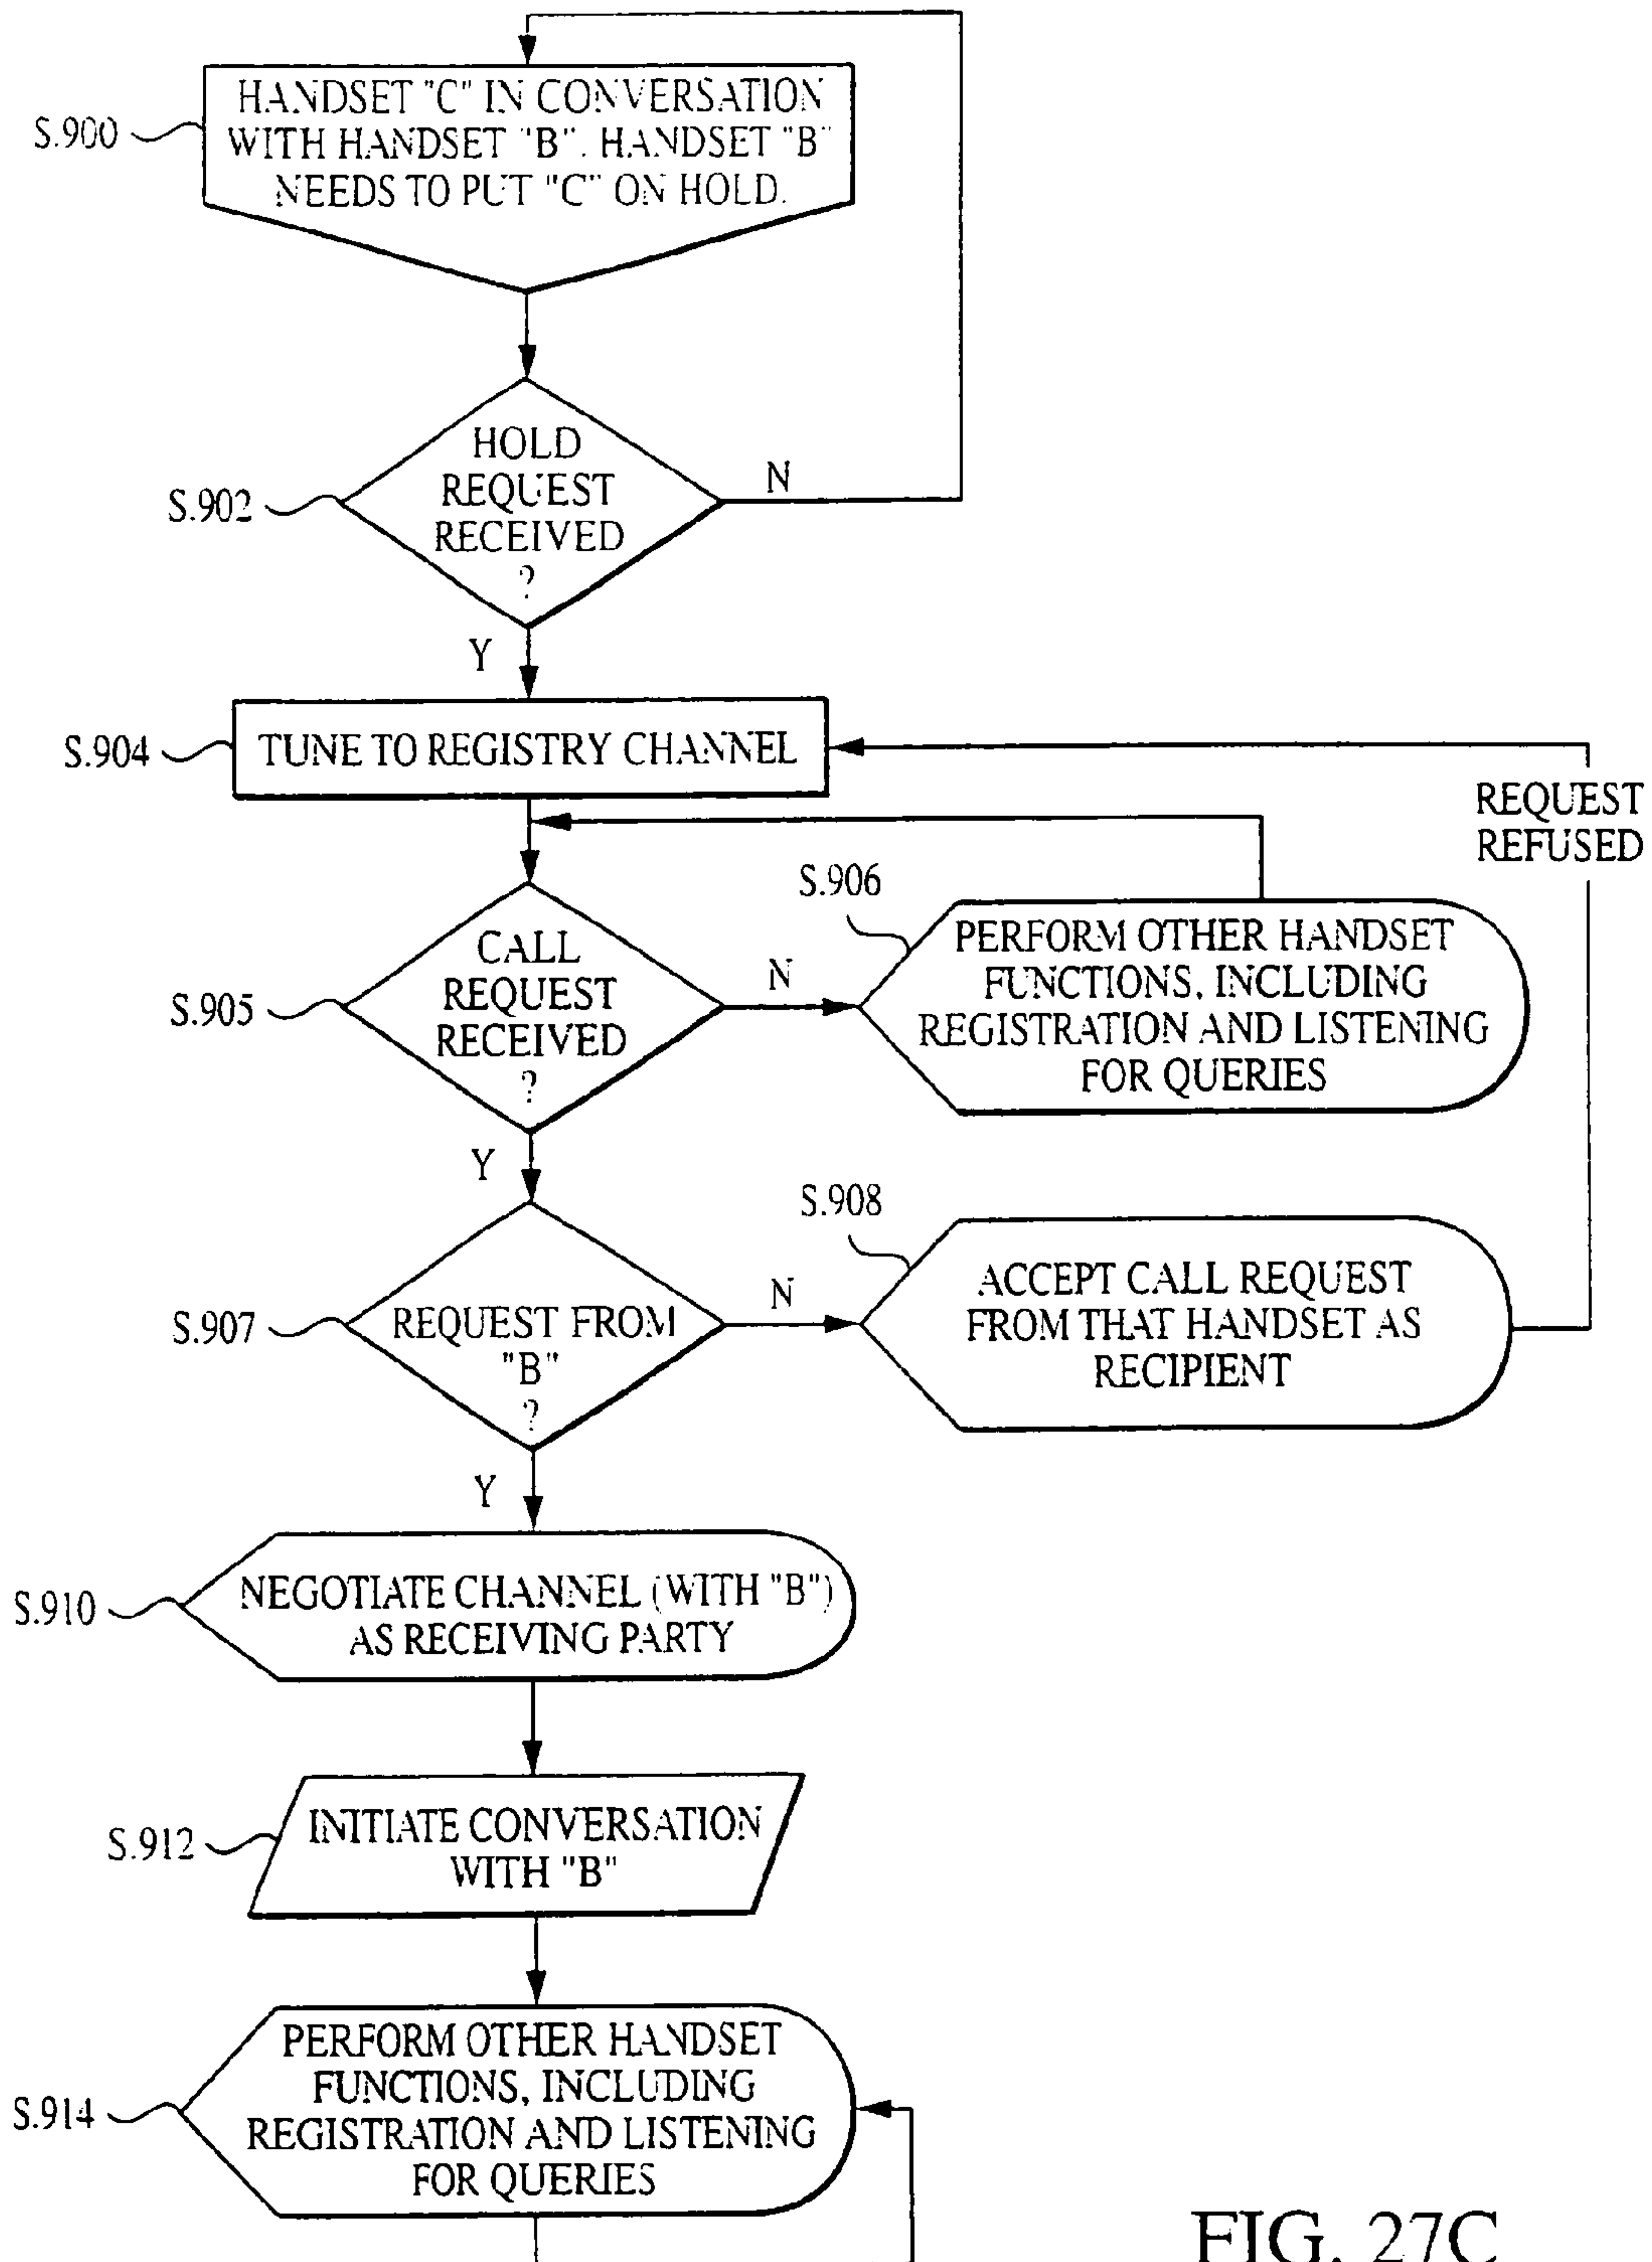 S.900
HANDSET "C" IN CONVERSATION
WITH HANDSET "B". HANDSET "B"
NEEDS TO PUT "C" ON HOLD.
S.902
HOLD
REQUEST
RECEIVED
?
N
Y
S.904
TUNE TO REGISTRY CHANNEL
REQUEST
REFUSED
S.905
CALL
REQUEST
RECEIVED
?
N
S.906
PERFORM OTHER HANDSET
FUNCTIONS, INCLUDING
REGISTRATION AND LISTENING
FOR QUERIES
Y
S.907
REQUEST FROM
"B"
?
N
S.908
ACCEPT CALL REQUEST
FROM THAT HANDSET AS
RECIPIENT
Y
S.910
NEGOTIATE CHANNEL (WITH "B")
AS RECEIVING PARTY
S.912
INITIATE CONVERSATION
WITH "B"
S.914
PERFORM OTHER HANDSET
FUNCTIONS, INCLUDING
REGISTRATION AND LISTENING
FOR QUERIES
FIG. 27C